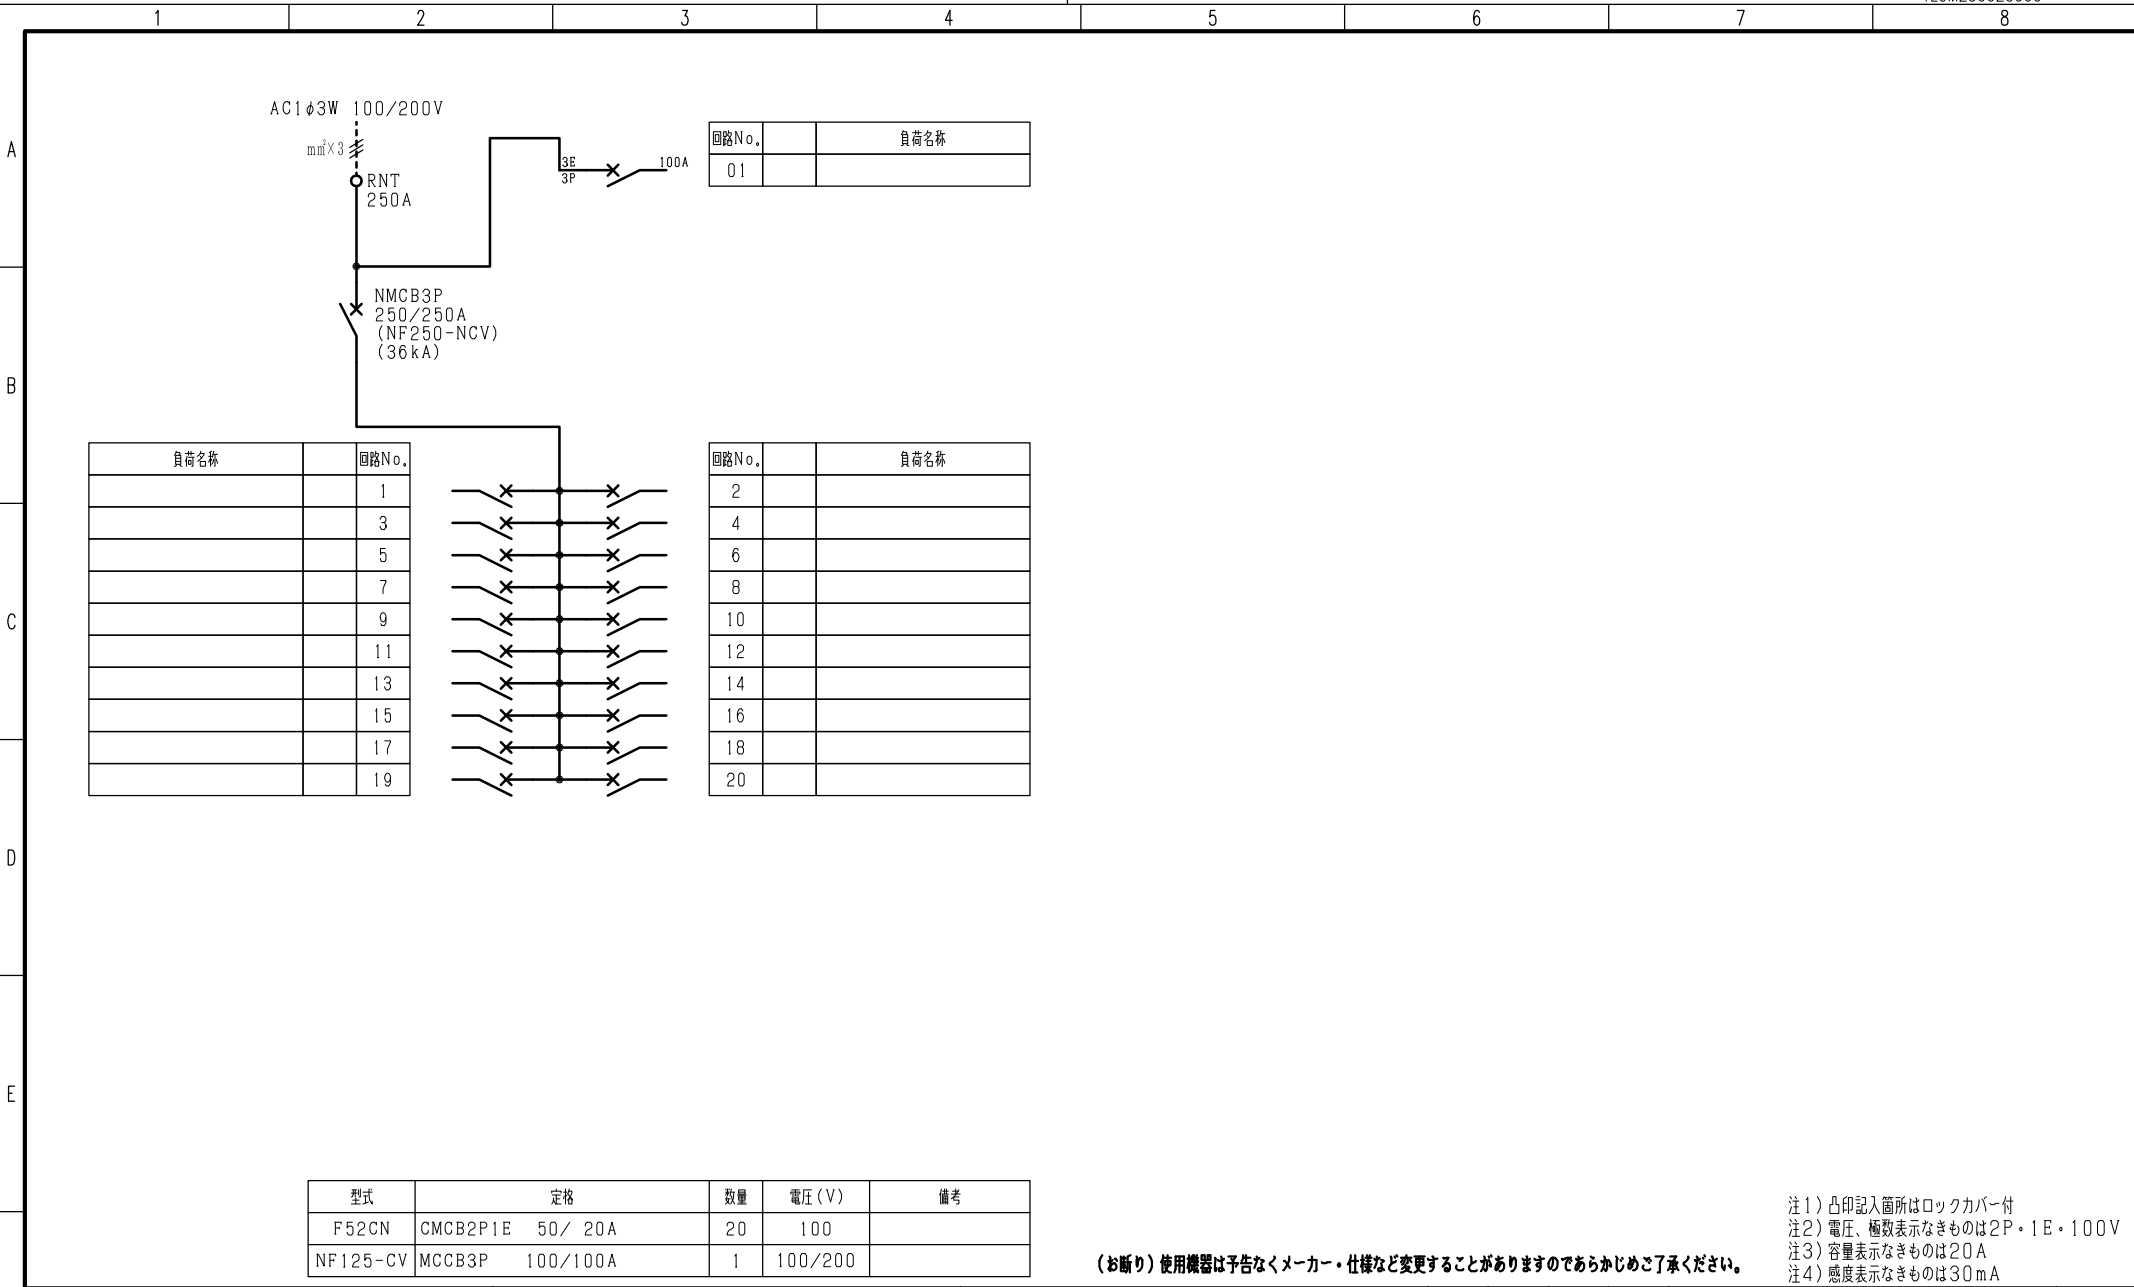 1 2 3 4 5 6 7 8
A
B
C
D
E
AC1φ3W 100/200V
mm²×3
RNT
250A
3E
3P
100A
回路No. 負荷名称
01
NMCB3P
250/250A
(NF250-NCV)
(36kA)
負荷名称 回路No.
1
3
5
7
9
11
13
15
17
19
回路No. 負荷名称
2
4
6
8
10
12
14
16
18
20
型式 定格 数量 電圧(V) 備考
F52CN CMCB2P1E 50/ 20A 20 100
NF125-CV MCCB3P 100/100A 1 100/200
(お断り)使用機器は予告なくメーカー・仕様など変更することがありますのであらかじめご了承ください。
注1)凸印記入箇所はロックカバー付
注2)電圧、極数表示なきものは2P・1E・100V
注3)容量表示なきものは20A
注4)感度表示なきものは30mA